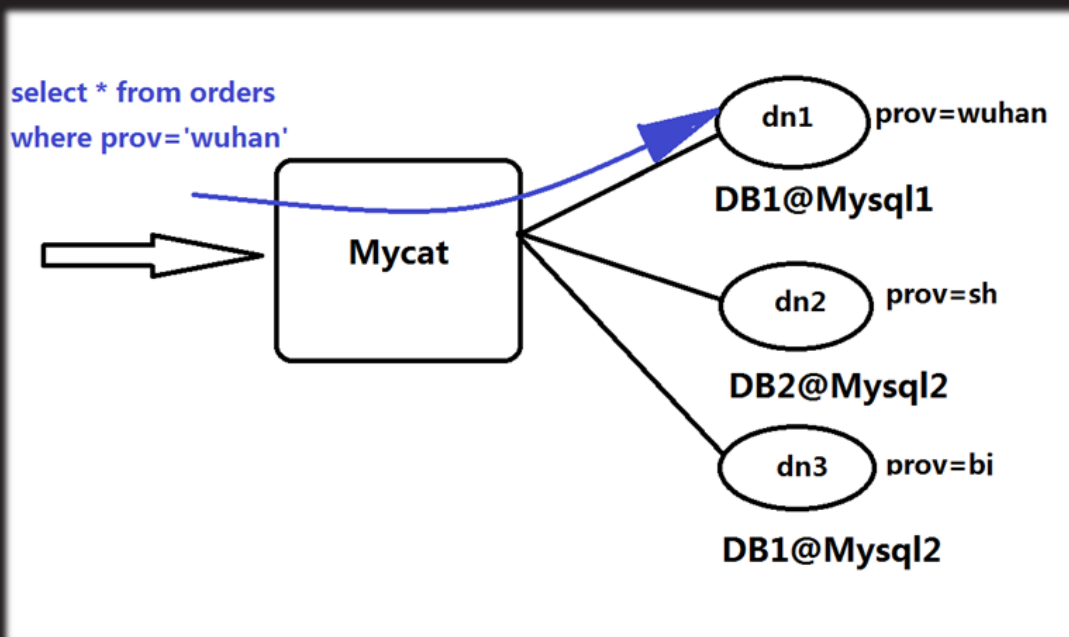 select * from orders
where prov='wuhan'
Mycat
dn1
prov=wuhan
DB1@Mysql1
dn2
prov=sh
DB2@Mysql2
dn3
prov=bi
DB1@Mysql2